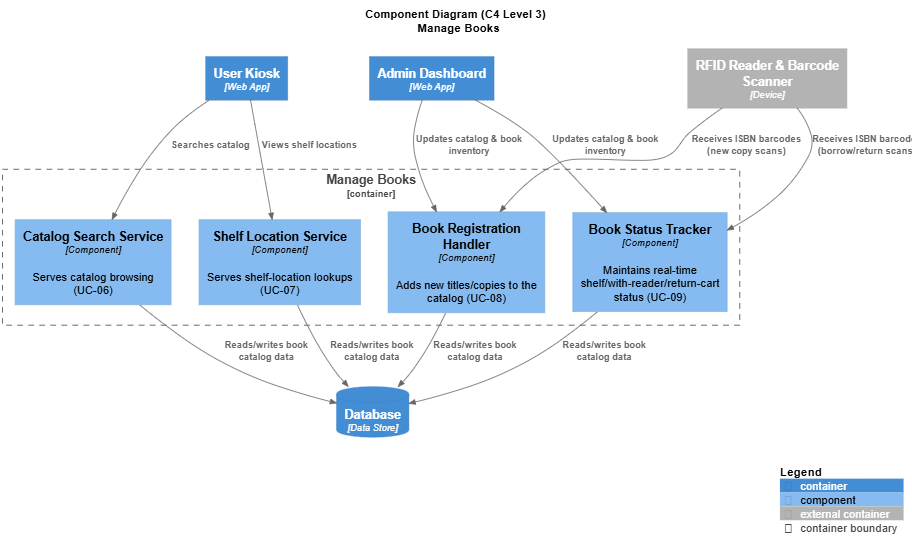 Component Diagram (C4 Level 3)
Manage Books
User Kiosk
[Web App]
Admin Dashboard
[Web App]
RFID Reader & Barcode
Scanner
[Device]
Searches catalog
Views shelf locations
Updates catalog & book
inventory
Updates catalog & book
inventory
Receives ISBN barcodes
(new copy scans)
Receives ISBN barcodes
(borrow/return scans
Manage Books
[container]
Catalog Search Service
[Component]
Serves catalog browsing
(UC-06)
Shelf Location Service
[Component]
Serves shelf-location lookups
(UC-07)
Book Registration
Handler
[Component]
Adds new titles/copies to the
catalog (UC-08)
Book Status Tracker
[Component]
Maintains real-time
shelf/with-reader/return-cart
status (UC-09)
Reads/writes book
catalog data
Reads/writes book
catalog data
Reads/writes book
catalog data
Reads/writes book
catalog data
Database
[Data Store]
Legend
container
component
external container
container boundary